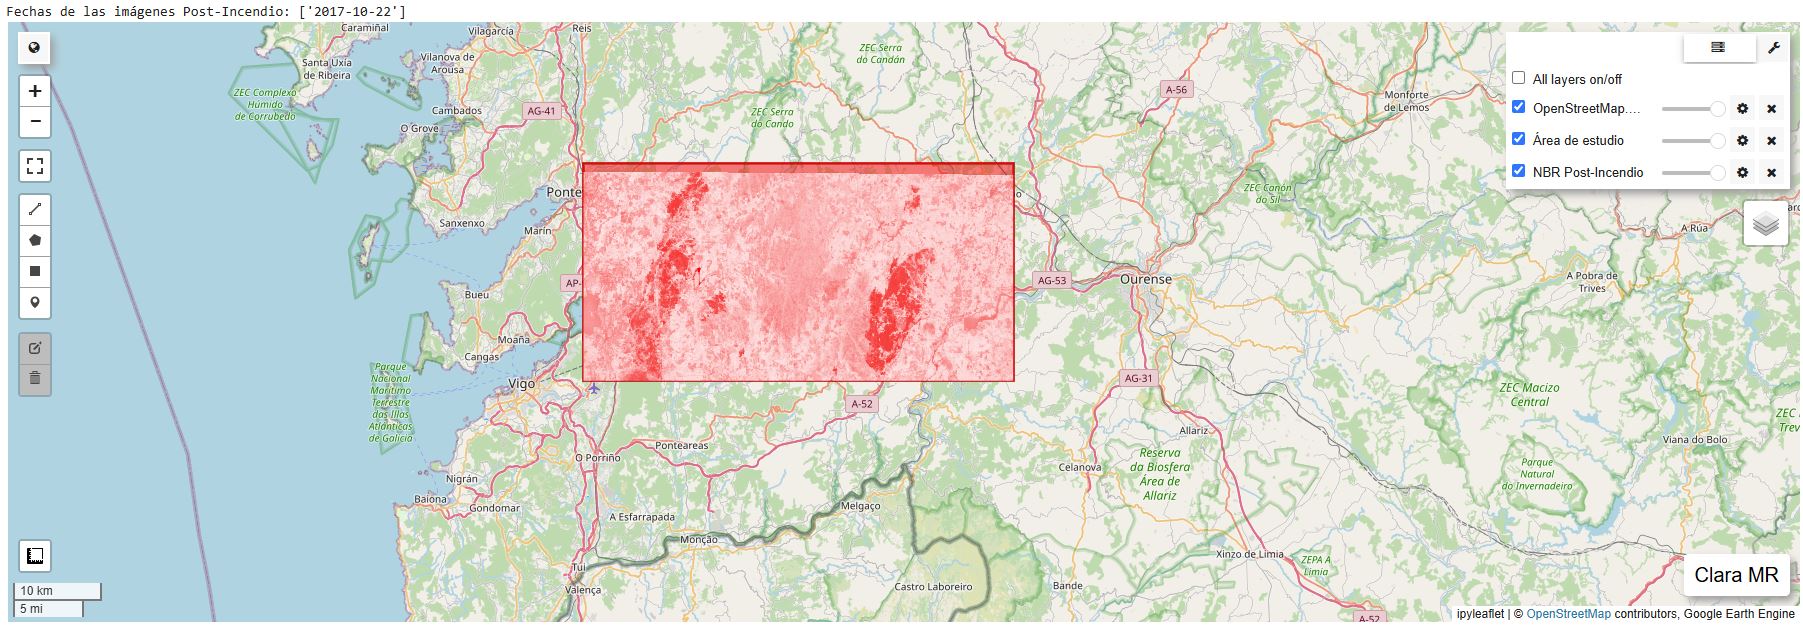 Fechas de las imágenes Post-Incendio: ['2017-10-22']
Caramiñal
Vilagarcía
Reis
Santa Uxía
de Ribeira
Vilanova de
Arousa
ZEC Serra
do Candán
ZEC Complexo
Húmido
de Corrubedo
Cambados
AG-41
O Grove
ZEC Serra
do Cando
A-56
Monforte
de Lemos
All layers on/off
OpenStreetMap....
Área de estudio
NBR Post-Incendio
Ponte
Sanxenxo
Marín
ZEC Canón
do Sil
A Rúa
AP-
Bueu
AG-53
Ourense
A Pobra de
Trives
Moaña
Cangas
Vigo
Parque
Nacional
Marítimo
Terrestre
das Illas
Atlánticas
de Galicia
AG-31
A-52
ZEC Macizo
Central
Ponteareas
Allariz
Viana do Bolo
O Porriño
Celanova
Reserva
da Biosfera
Área de
Allariz
Parque
Natural
do Invernadeiro
Nigrán
Baiona
Gondomar
A Esfarrapada
Melgaço
Monção
Xinzo de Limia
ZEPA A
Limia
Tui
Valença
Castro Laboreiro
Bande
Clara MR
10 km
5 mi
A-52
ipyleaflet | © OpenStreetMap contributors, Google Earth Engine